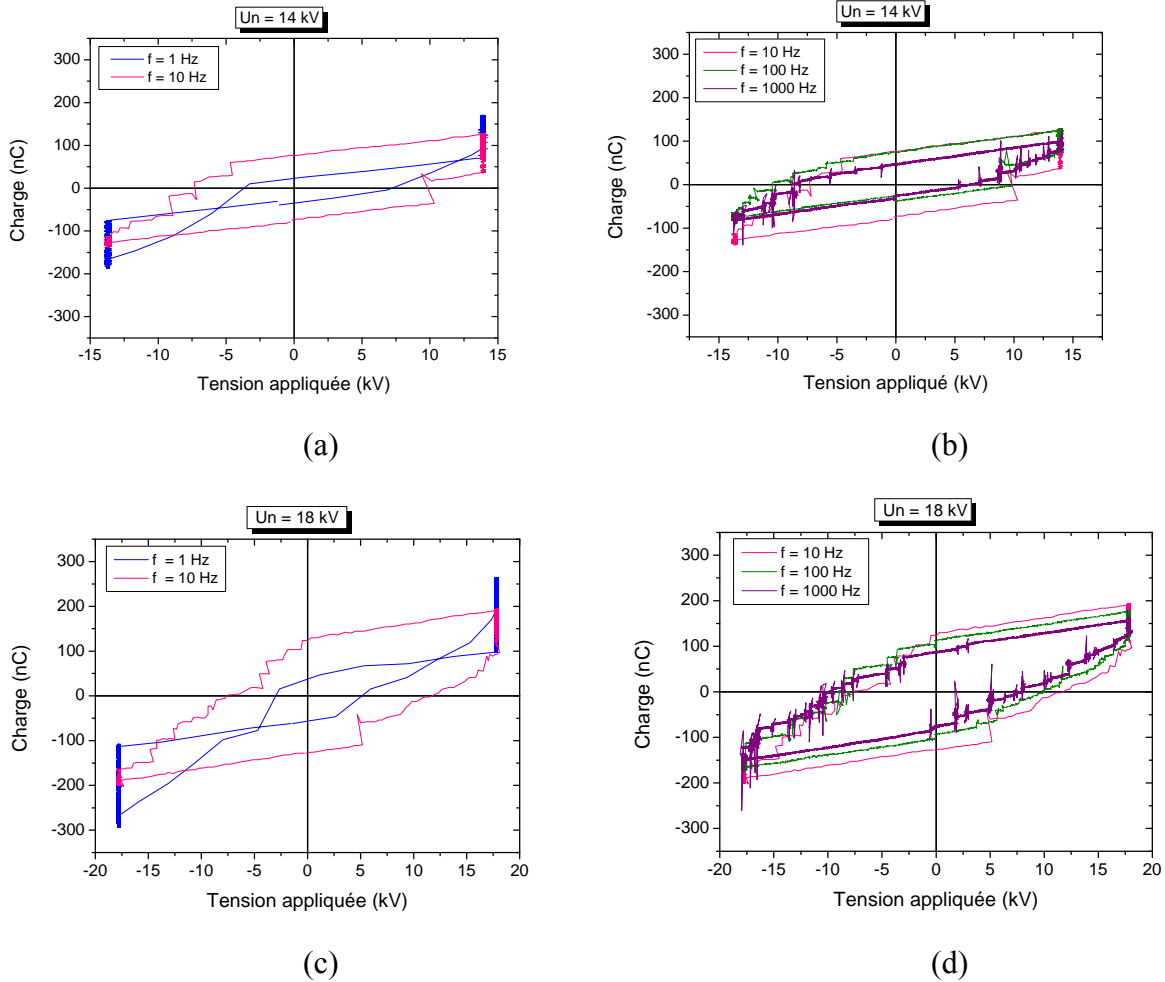 Un = 14 kV
f = 1 Hz
f = 10 Hz
Charge (nC)
300
200
100
0
-100
-200
-300
-15
-10
-5
0
5
10
15
Tension appliquée (kV)
(a)
Un = 14 kV
f = 10 Hz
f = 100 Hz
f = 1000 Hz
Charge (nC)
300
200
100
0
-100
-200
-300
-15
-10
-5
0
5
10
15
Tension appliqué (kV)
(b)
Un = 18 kV
f = 1 Hz
f = 10 Hz
Charge (nC)
300
200
100
0
-100
-200
-300
-20
-15
-10
-5
0
5
10
15
20
Tension appliquée (kV)
(c)
Un = 18 kV
f = 10 Hz
f = 100 Hz
f = 1000 Hz
Charge (nC)
300
200
100
0
-100
-200
-300
-20
-15
-10
-5
0
5
10
15
20
Tension appliquée (kV)
(d)